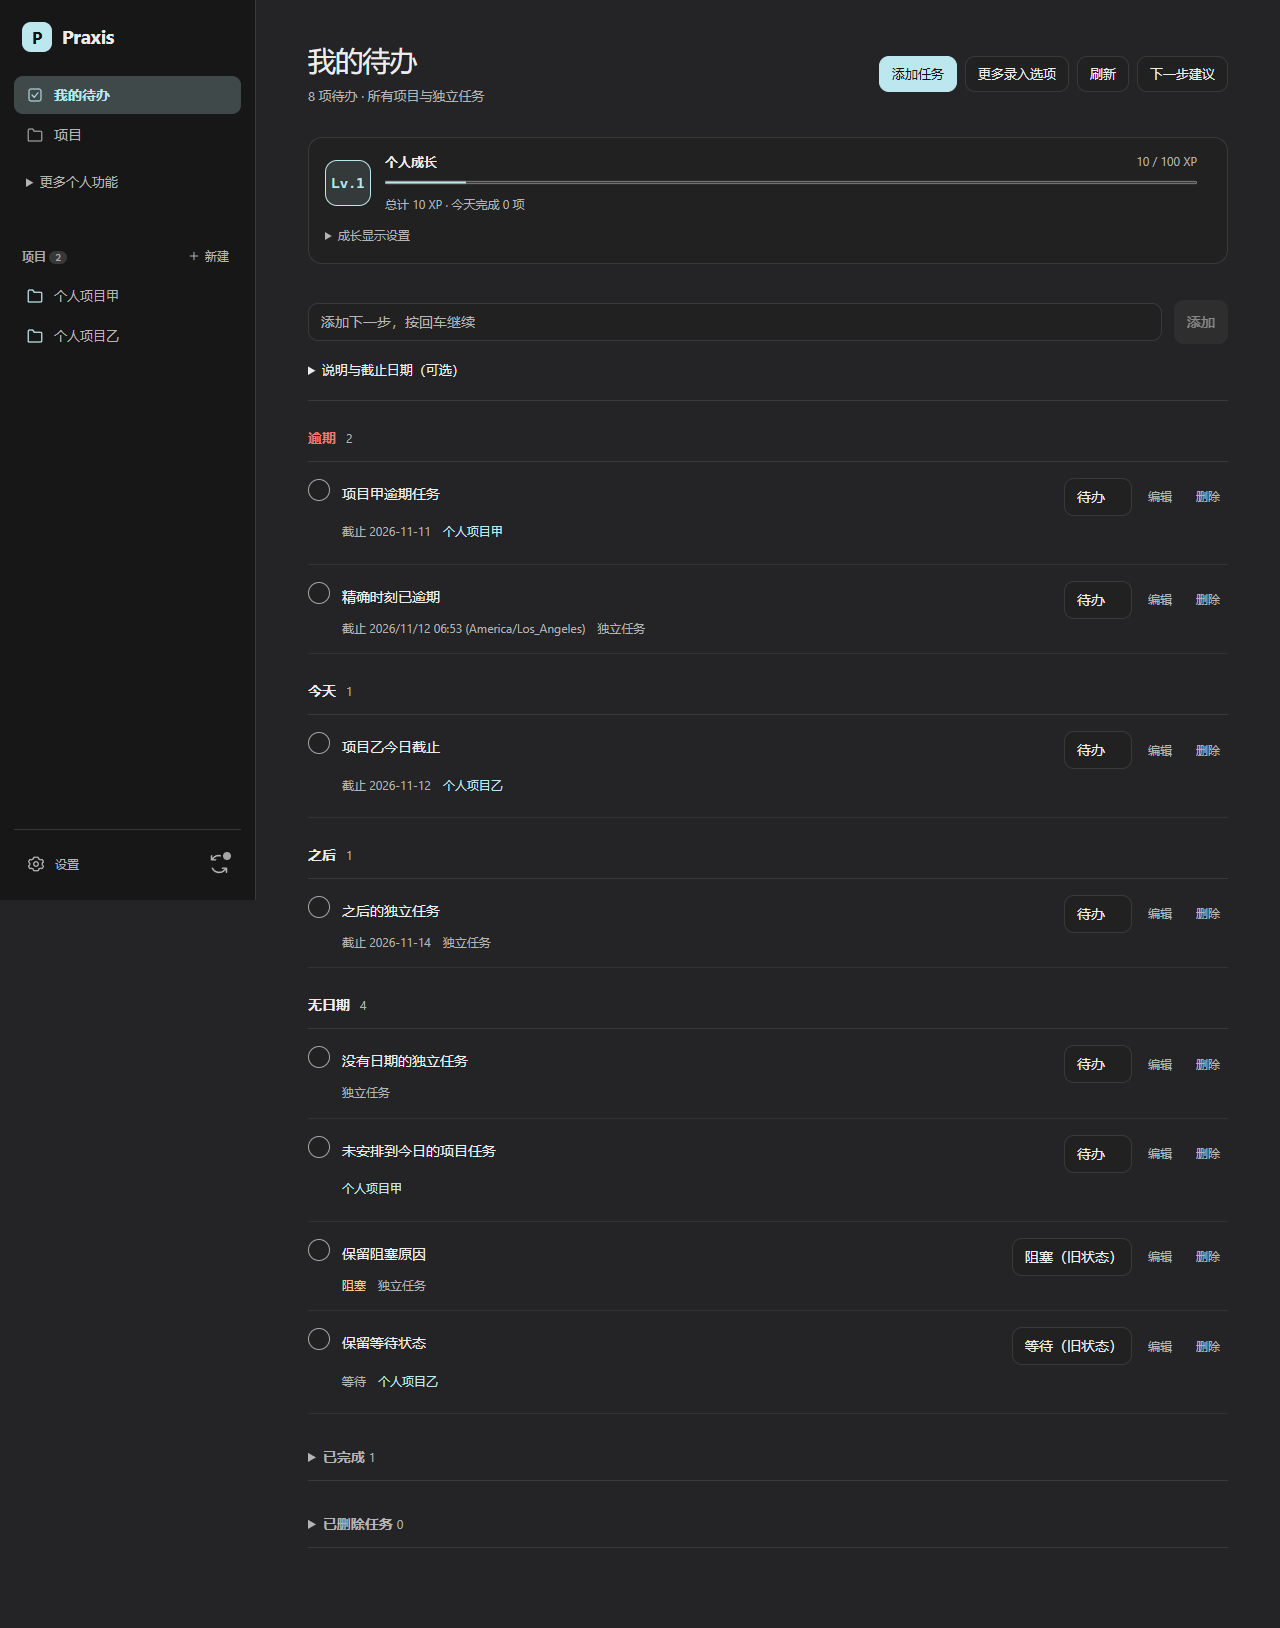 P Praxis
我的待办
项目
▶ 更多个人功能
项目 2 + 新建
个人项目甲
个人项目乙
设置
我的待办
8 项待办 · 所有项目与独立任务
添加任务 更多录入选项 刷新 下一步建议
Lv.1 个人成长 10 / 100 XP
总计 10 XP · 今天完成 0 项
▶ 成长显示设置
添加下一步，按回车继续 添加
▶ 说明与截止日期（可选）
逾期 2
项目甲逾期任务 待办 编辑 删除
截止 2026-11-11 个人项目甲
精确时刻已逾期 待办 编辑 删除
截止 2026/11/12 06:53 (America/Los_Angeles) 独立任务
今天 1
项目乙今日截止 待办 编辑 删除
截止 2026-11-12 个人项目乙
之后 1
之后的独立任务 待办 编辑 删除
截止 2026-11-14 独立任务
无日期 4
没有日期的独立任务 待办 编辑 删除
独立任务
未安排到今日的项目任务 待办 编辑 删除
个人项目甲
保留阻塞原因 阻塞（旧状态） 编辑 删除
阻塞 独立任务
保留等待状态 等待（旧状态） 编辑 删除
等待 个人项目乙
▶ 已完成 1
▶ 已删除任务 0